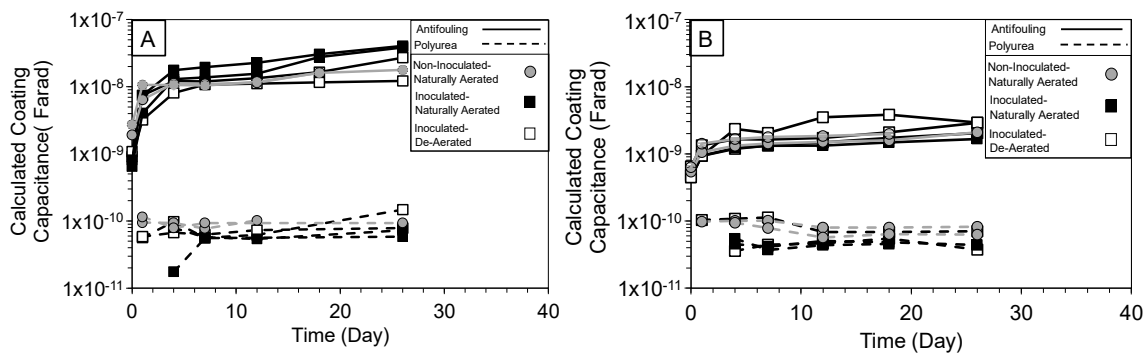 A
1x10-7
1x10-8
1x10-9
1x10-10
1x10-11
Calculated Coating
Capacitance( Farad)
0
10
20
30
40
Time (Day)
Antifouling
Polyurea
Non-Inoculated-
Naturally Aerated
Inoculated-
Naturally Aerated
Inoculated-
De-Aerated
B
1x10-7
1x10-8
1x10-9
1x10-10
1x10-11
Calculated Coating
Capacitance (Farad)
0
10
20
30
40
Time (Day)
Antifouling
Polyurea
Non-Inoculated-
Naturally Aerated
Inoculated-
Naturally Aerated
Inoculated-
De-Aerated